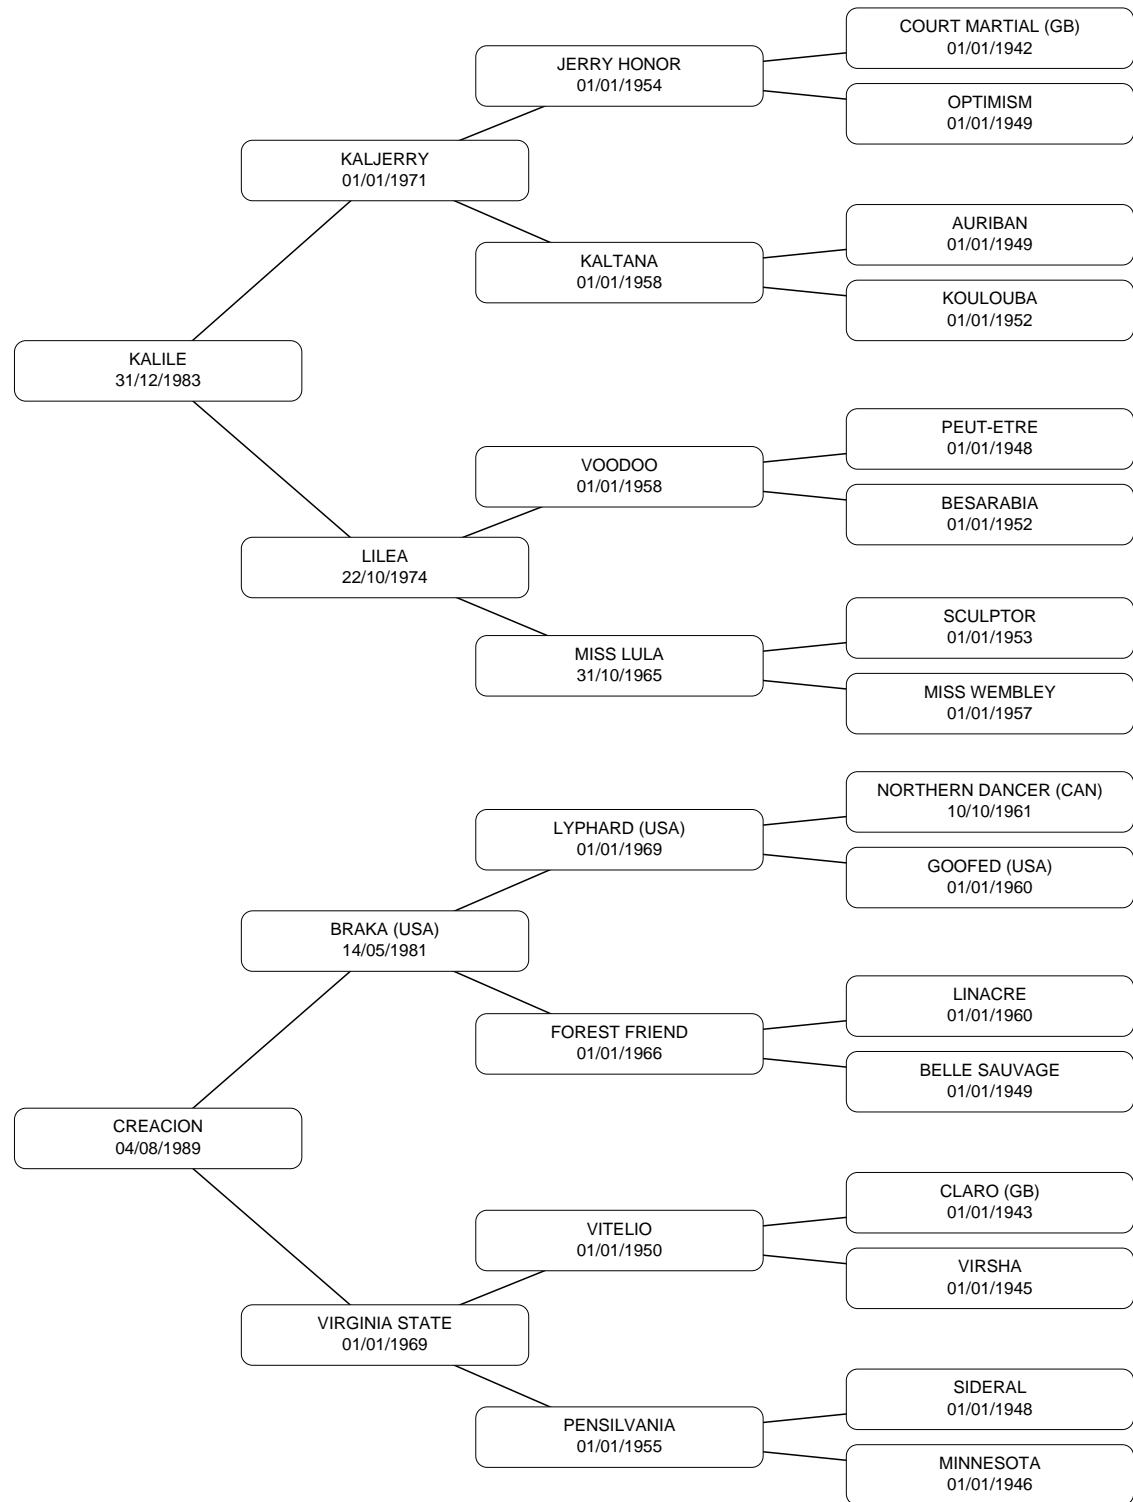 COURT MARTIAL (GB)
01/01/1942
JERRY HONOR
01/01/1954
OPTIMISM
01/01/1949
KALJERRY
01/01/1971
AURIBAN
01/01/1949
KALTANA
01/01/1958
KOULOUBA
01/01/1952
KALILE
31/12/1983
PEUT-ETRE
01/01/1948
VOODOO
01/01/1958
BESARABIA
01/01/1952
LILEA
22/10/1974
SCULPTOR
01/01/1953
MISS LULA
31/10/1965
MISS WEMBLEY
01/01/1957
NORTHERN DANCER (CAN)
10/10/1961
LYPHARD (USA)
01/01/1969
GOOFED (USA)
01/01/1960
BRAKA (USA)
14/05/1981
LINACRE
01/01/1960
FOREST FRIEND
01/01/1966
BELLE SAUVAGE
01/01/1949
CREACION
04/08/1989
CLARO (GB)
01/01/1943
VITELIO
01/01/1950
VIRSHA
01/01/1945
VIRGINIA STATE
01/01/1969
SIDERAL
01/01/1948
PENSILVANIA
01/01/1955
MINNESOTA
01/01/1946